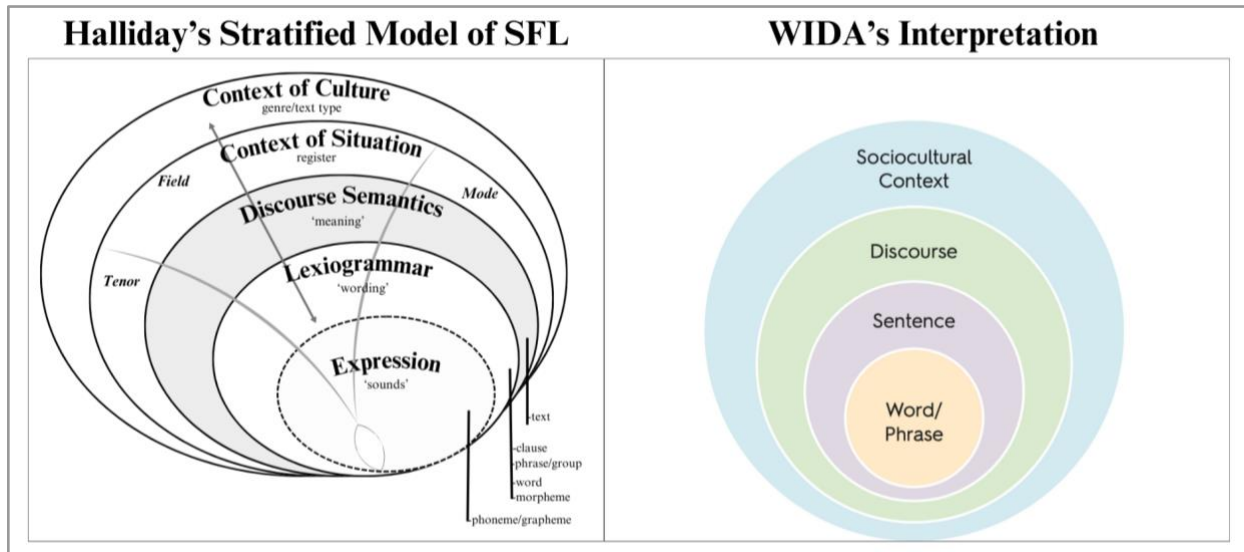 Halliday's Stratified Model of SFL
WIDA's Interpretation
Context of Culture
genre/text type
Context of Situation
register
Field
Mode
Discourse Semantics
'meaning'
Tenor
Lexiogrammar
'wording'
Expression
'sounds'
-text
-clause
-phrase/group
-word
-morpheme
-phoneme/grapheme
Sociocultural
Context
Discourse
Sentence
Word/
Phrase